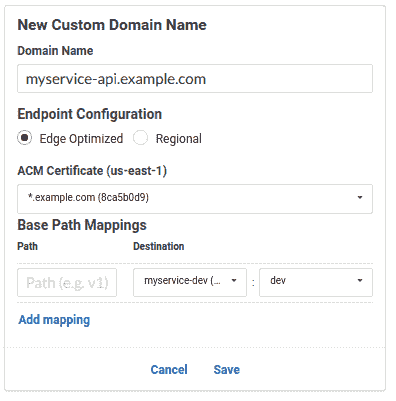 New Custom Domain Name
Domain Name
myservice-api.example.com
Endpoint Configuration
Edge Optimized Regional
ACM Certificate (us-east-1)
*.example.com (8ca5b0d9)
Base Path Mappings
Path Destination
Path (e.g. v1) myservice-dev (... : dev
Add mapping
Cancel Save